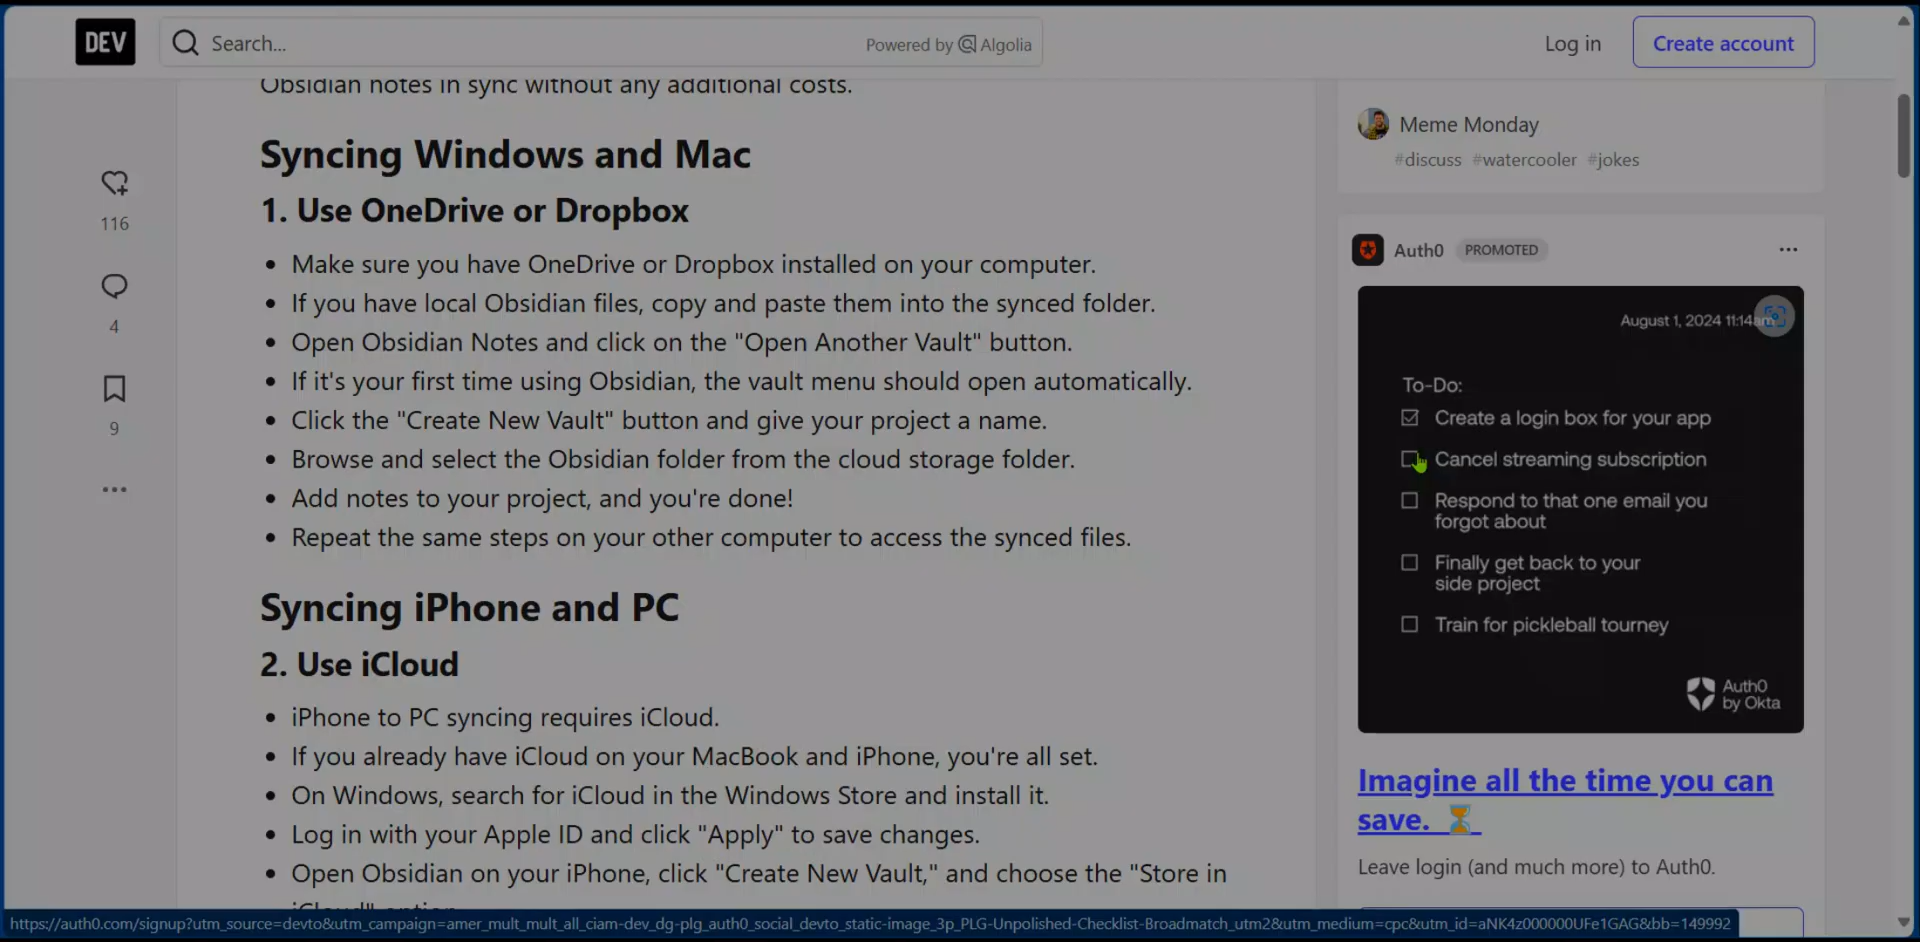 DEV
Search...
Powered by Algolia
Log in
Create account
Obsidian notes in sync without any additional costs.
Syncing Windows and Mac
1. Use OneDrive or Dropbox
• Make sure you have OneDrive or Dropbox installed on your computer.
• If you have local Obsidian files, copy and paste them into the synced folder.
• Open Obsidian Notes and click on the "Open Another Vault" button.
• If it's your first time using Obsidian, the vault menu should open automatically.
• Click the "Create New Vault" button and give your project a name.
• Browse and select the Obsidian folder from the cloud storage folder.
• Add notes to your project, and you're done!
• Repeat the same steps on your other computer to access the synced files.
Syncing iPhone and PC
2. Use iCloud
• iPhone to PC syncing requires iCloud.
• If you already have iCloud on your MacBook and iPhone, you're all set.
• On Windows, search for iCloud in the Windows Store and install it.
• Log in with your Apple ID and click "Apply" to save changes.
• Open Obsidian on your iPhone, click "Create New Vault," and choose the "Store in
iCloud" option
116
4
9
Meme Monday
#discuss #watercooler #jokes
Auth0 PROMOTED
August 1, 2024 11:14am
To-Do:
Create a login box for your app
Cancel streaming subscription
Respond to that one email you
forgot about
Finally get back to your
side project
Train for pickleball tourney
Auth0
by Okta
Imagine all the time you can
save. ⏳
Leave login (and much more) to Auth0.
https://auth0.com/signup?utm_source=devto&utm_campaign=amer_mult_mult_all_ciam-dev_dg-plg_auth0_social_devto_static-image_3p_PLG-Unpolished-Checklist-Broadmatch_utm2&utm_medium=cpc&utm_id=aNK4z000000UFe1GAG&bb=149992